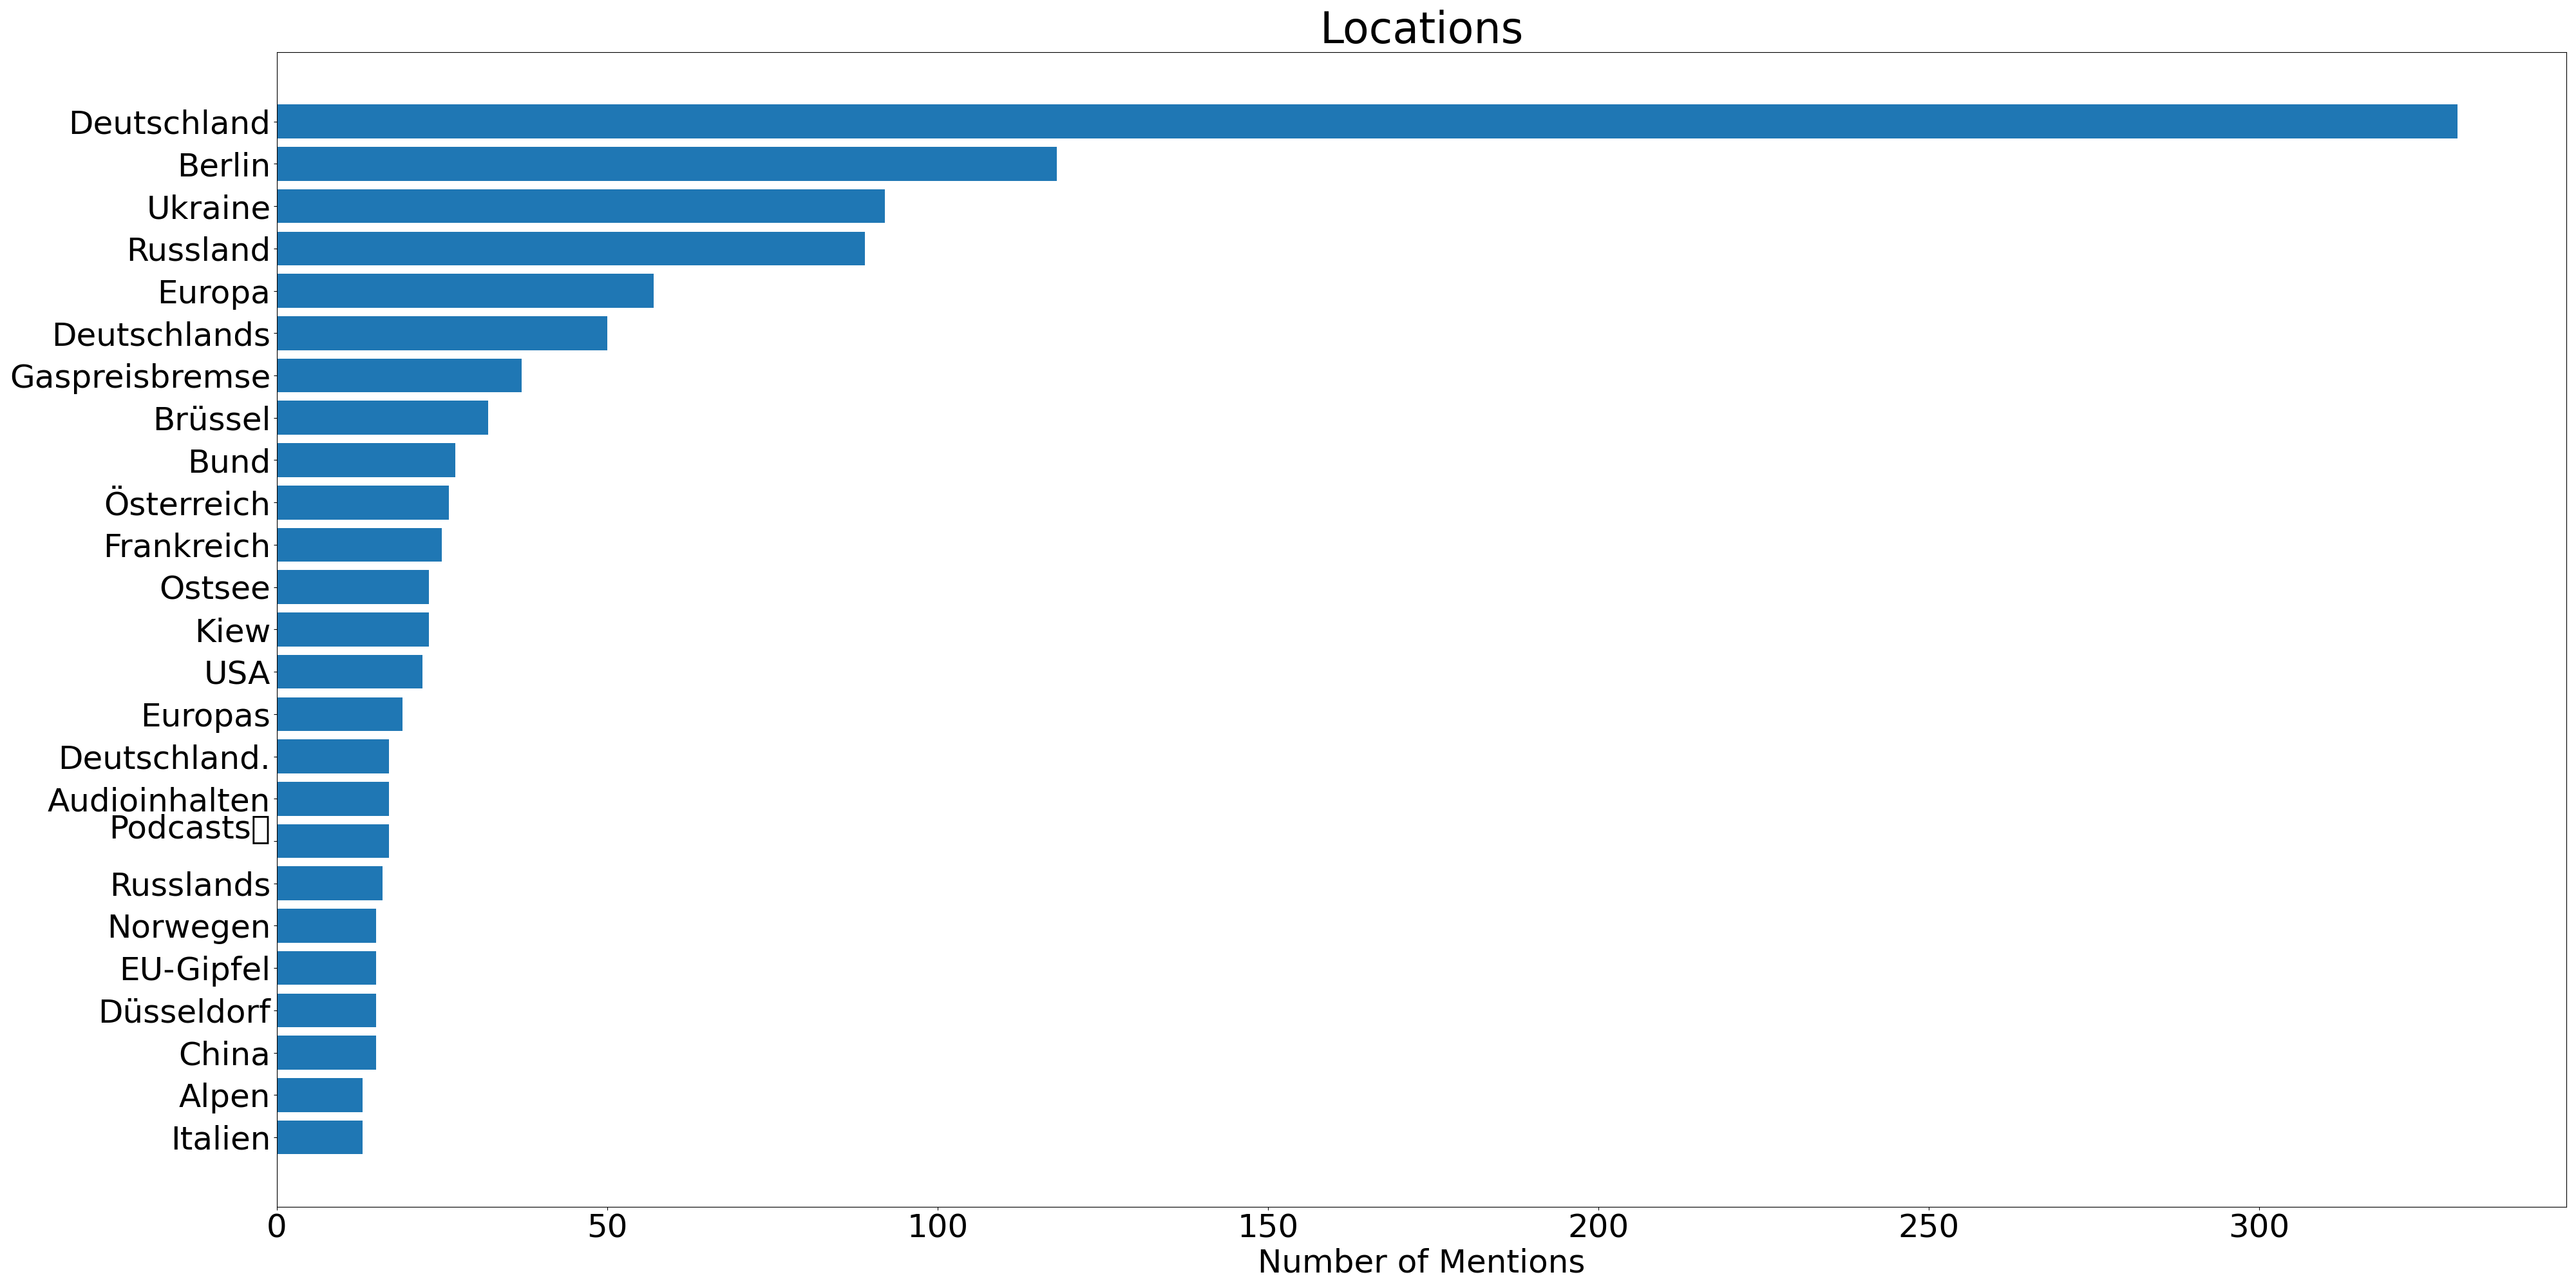 Locations
Deutschland
Berlin
Ukraine
Russland
Europa
Deutschlands
Gaspreisbremse
Brüssel
Bund
Österreich
Frankreich
Ostsee
Kiew
USA
Europas
Deutschland.
Audioinhalten
Podcasts
Russlands
Norwegen
EU-Gipfel
Düsseldorf
China
Alpen
Italien
0 50 100 150 200 250 300
Number of Mentions